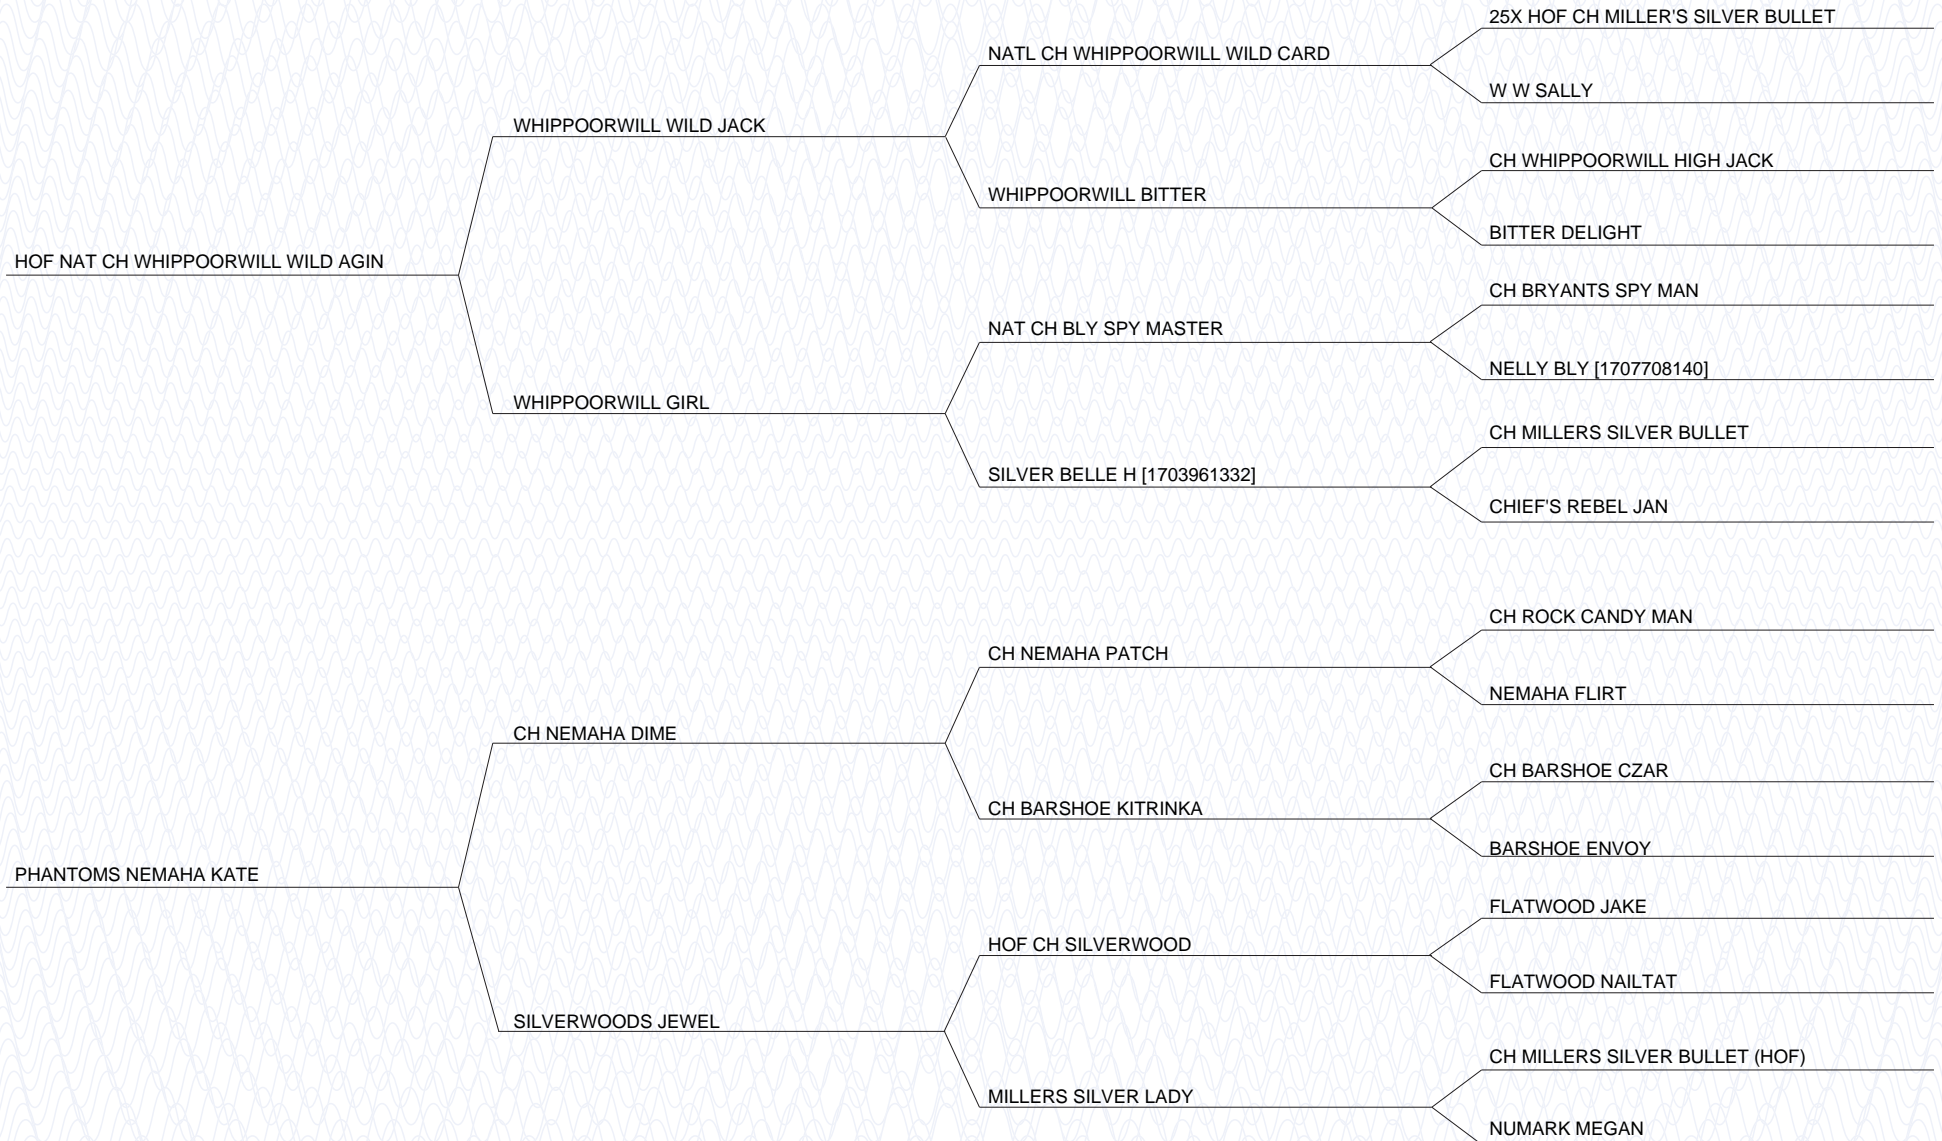 25X HOF CH MILLER'S SILVER BULLET
NATL CH WHIPPOORWILL WILD CARD
W W SALLY
WHIPPOORWILL WILD JACK
CH WHIPPOORWILL HIGH JACK
WHIPPOORWILL BITTER
BITTER DELIGHT
HOF NAT CH WHIPPOORWILL WILD AGIN
CH BRYANTS SPY MAN
NAT CH BLY SPY MASTER
NELLY BLY [1707708140]
WHIPPOORWILL GIRL
CH MILLERS SILVER BULLET
SILVER BELLE H [1703961332]
CHIEF'S REBEL JAN
CH ROCK CANDY MAN
CH NEMAHA PATCH
NEMAHA FLIRT
CH NEMAHA DIME
CH BARSHOE CZAR
CH BARSHOE KITRINKA
BARSHOE ENVOY
PHANTOMS NEMAHA KATE
FLATWOOD JAKE
HOF CH SILVERWOOD
FLATWOOD NAILTAT
SILVERWOODS JEWEL
CH MILLERS SILVER BULLET (HOF)
MILLERS SILVER LADY
NUMARK MEGAN